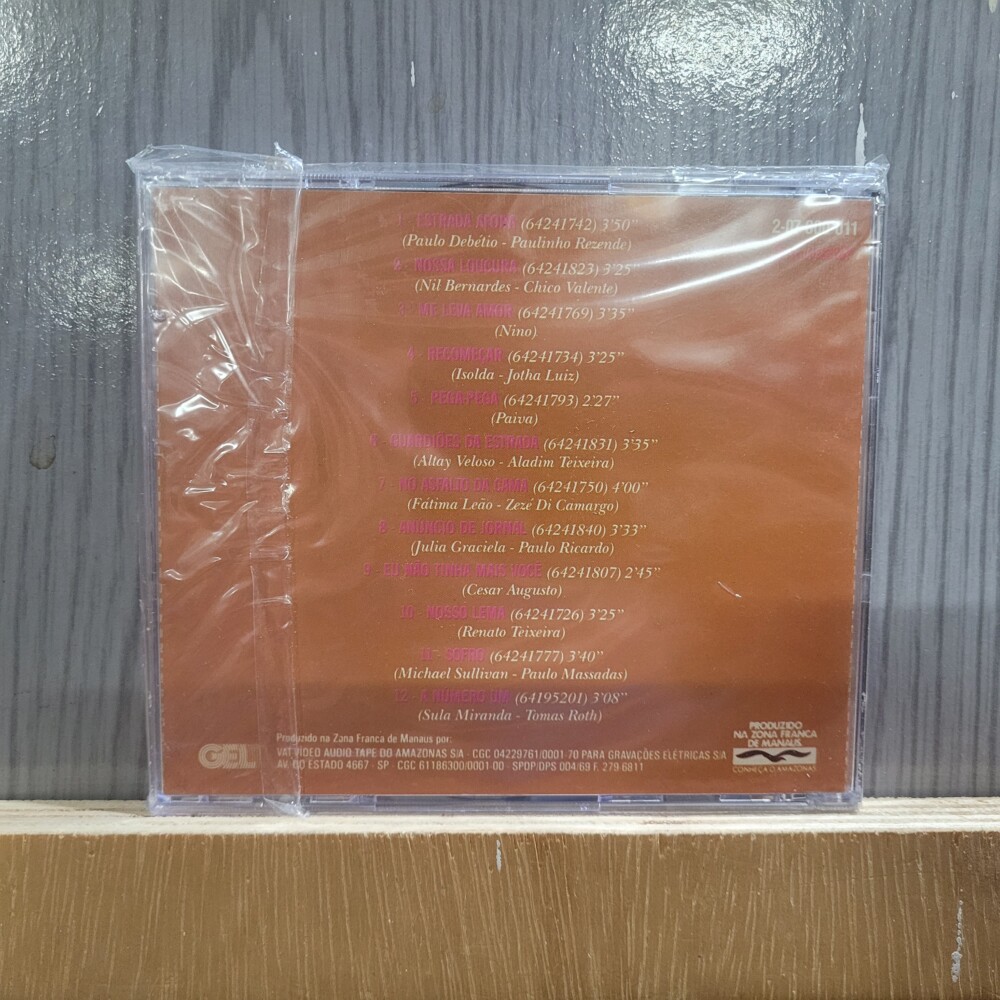 1 - ESTRADA AFORA (64241742) 3'50"
(Paulo Debétio - Paulinho Rezende)
2 - NOSSA LOUCURA (64241823) 3'25"
(Nil Bernardes - Chico Valente)
3 - ME LEVA AMOR (64241769) 3'35"
(Nino)
4 - RECOMEÇAR (64241734) 3'25"
(Isolda - Jotha Luiz)
5 - PEGA-PEGA (64241793) 2'27"
(Paiva)
6 - GUARDIÕES DA ESTRADA (64241831) 3'35"
(Altay Veloso - Aladim Teixeira)
7 - NO ASFALTO DA CAMA (64241750) 4'00"
(Fátima Leão - Zezé Di Camargo)
8 - ANÚNCIO DE JORNAL (64241840) 3'33"
(Julia Graciela - Paulo Ricardo)
9 - EU NÃO TINHA MAIS VOCÊ (64241807) 2'45"
(Cesar Augusto)
10 - NOSSO LEMA (64241726) 3'25"
(Renato Teixeira)
11 - SOFRO (64241777) 3'40"
(Michael Sullivan - Paulo Massadas)
12 - A NÚMERO UM (64195201) 3'08"
(Sula Miranda - Tomas Roth)
Produzido na Zona Franca de Manaus por:
VAT VÍDEO AUDIO TAPE DO AMAZONAS S/A - CGC 04229761/0001-70 PARA GRAVAÇÕES ELÉTRICAS S/A
AV. DO ESTADO 4667 - SP - CGC 61186300/0001-00 - SPDP/DPS 004/69 F. 279 6811
PRODUZIDO
NA ZONA FRANCA
DE MANAUS
CONHEÇA O AMAZONAS